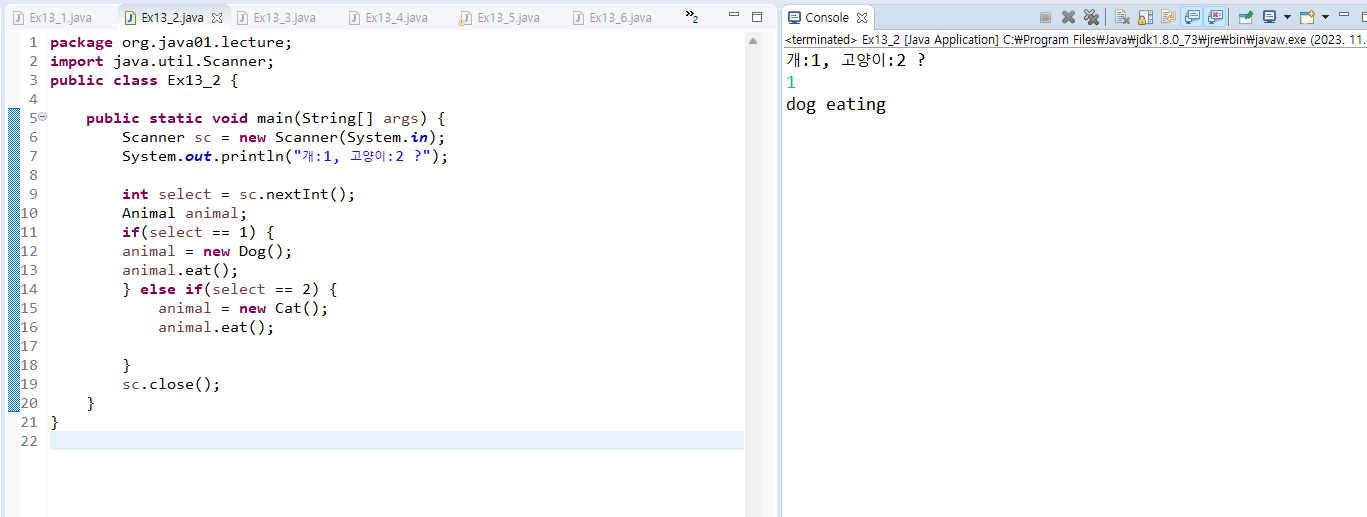 Ex13_1.java Ex13_2.java Ex13_3.java Ex13_4.java Ex13_5.java Ex13_6.java »2
1 package org.java01.lecture;
2 import java.util.Scanner;
3 public class Ex13_2 {
4
5 public static void main(String[] args) {
6 Scanner sc = new Scanner(System.in);
7 System.out.println("개:1, 고양이:2 ?");
8
9 int select = sc.nextInt();
10 Animal animal;
11 if(select == 1) {
12 animal = new Dog();
13 animal.eat();
14 } else if(select == 2) {
15 animal = new Cat();
16 animal.eat();
17
18 }
19 sc.close();
20 }
21 }
22
Console
<terminated> Ex13_2 [Java Application] C:₩Program Files₩Java₩jdk1.8.0_73₩jre₩bin₩javaw.exe (2023. 11.
개:1, 고양이:2 ?
1
dog eating